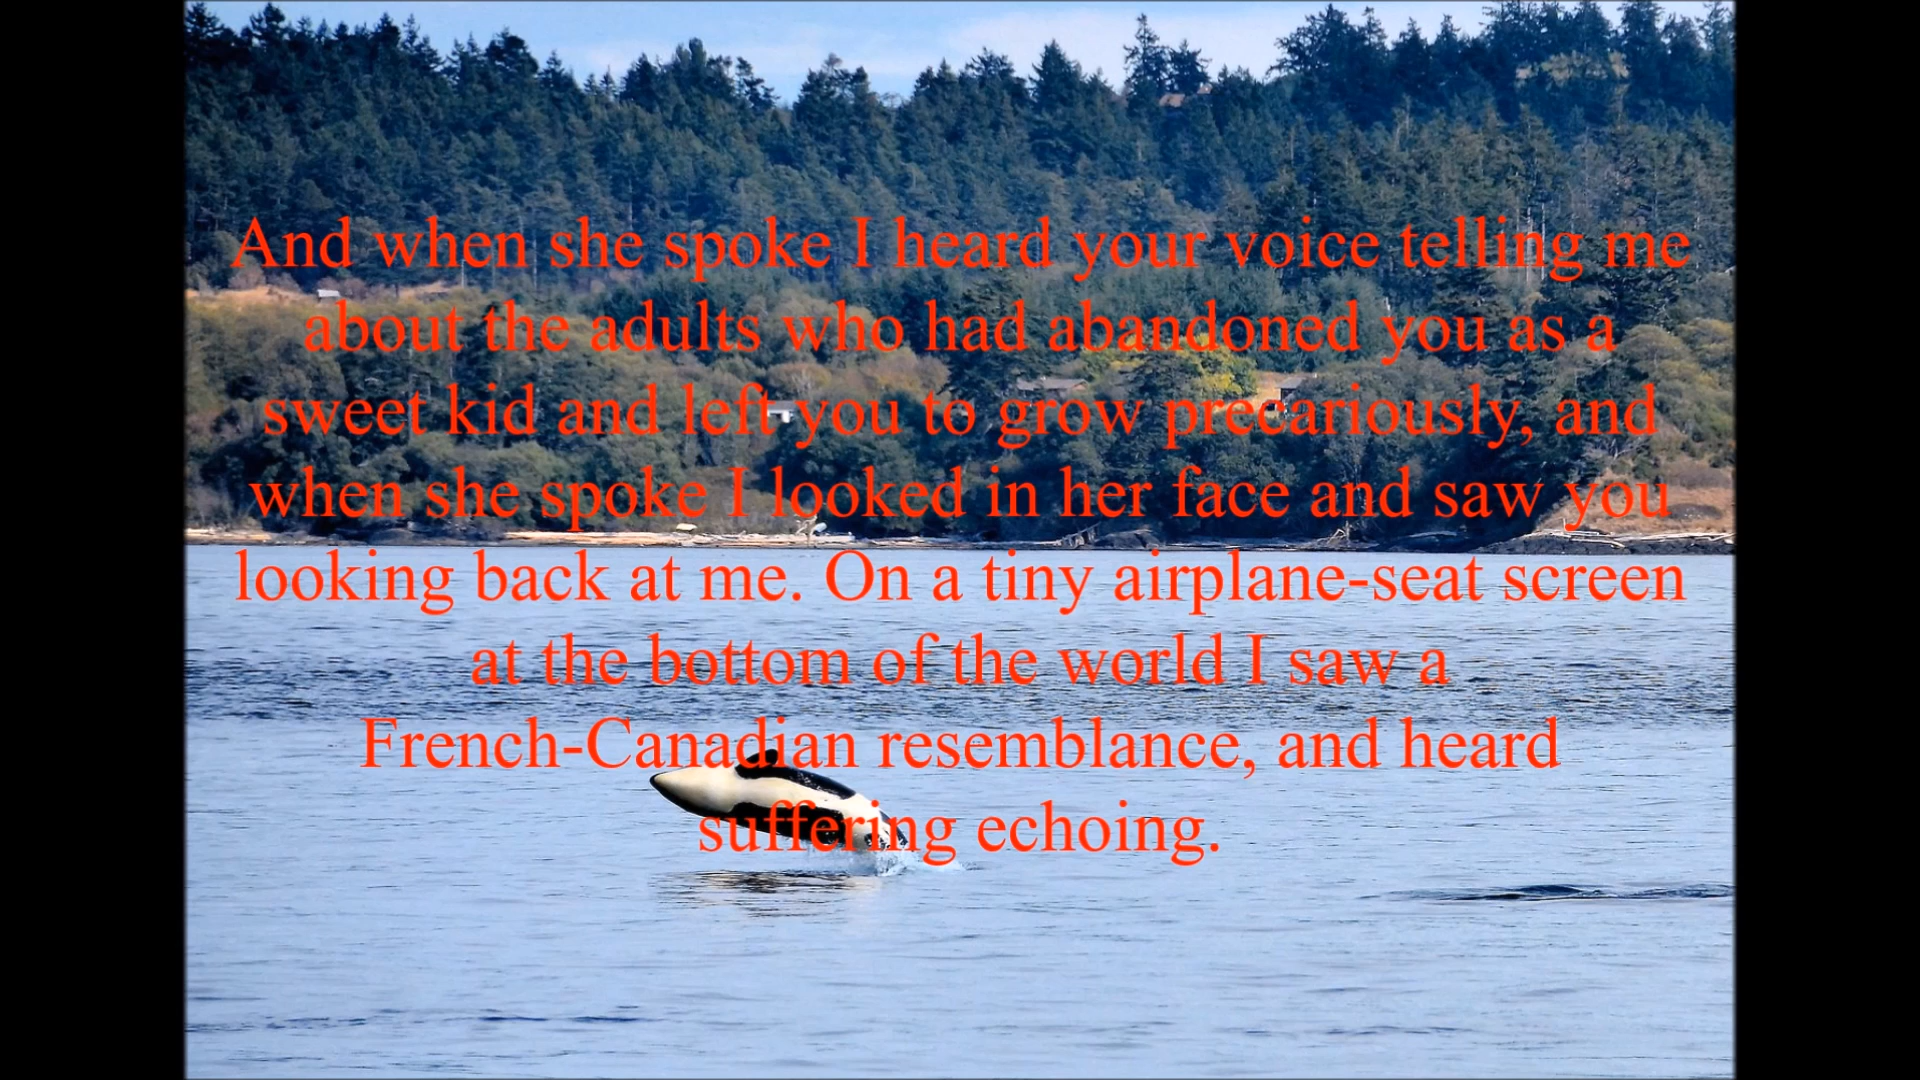 And when she spoke I heard your voice telling me
about the adults who had abandoned you as a
sweet kid and left you to grow precariously, and
when she spoke I looked in her face and saw you
looking back at me. On a tiny airplane-seat screen
at the bottom of the world I saw a
French-Canadian resemblance, and heard
suffering echoing.